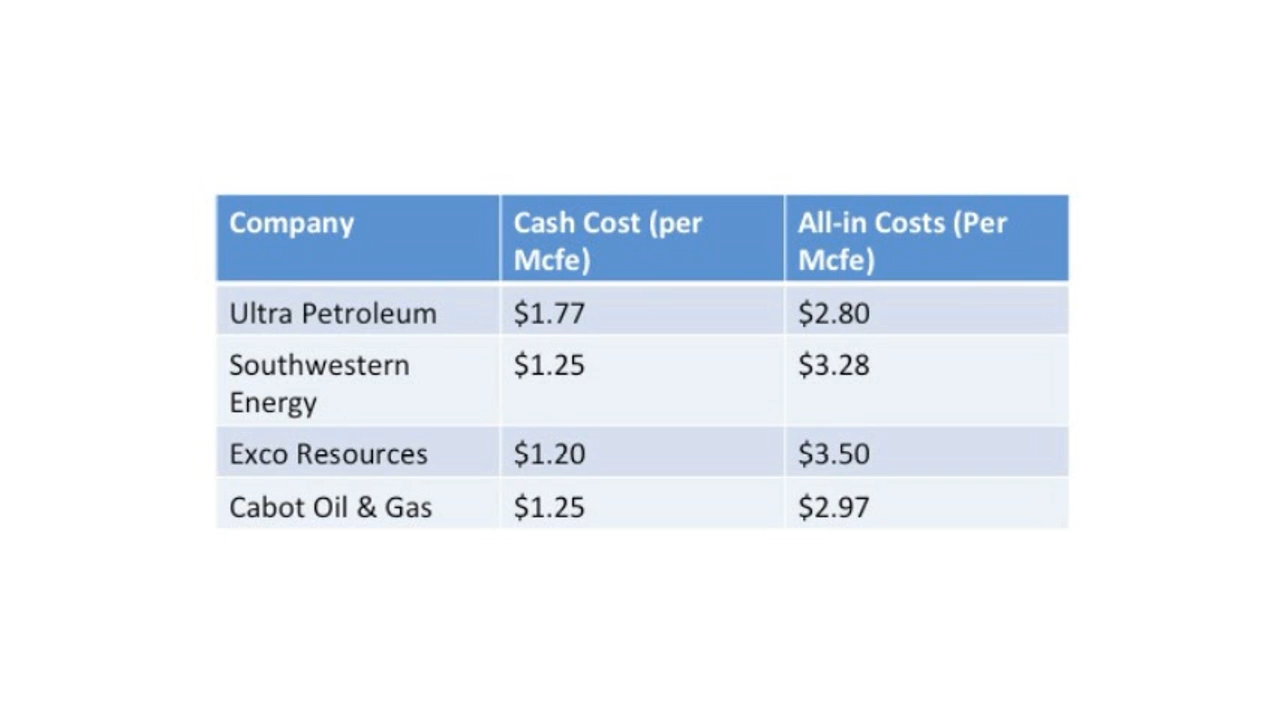 Company Cash Cost (per All-in Costs (Per
Mcfe) Mcfe)
Ultra Petroleum $1.77 $2.80
Southwestern $1.25 $3.28
Energy
Exco Resources $1.20 $3.50
Cabot Oil & Gas $1.25 $2.97